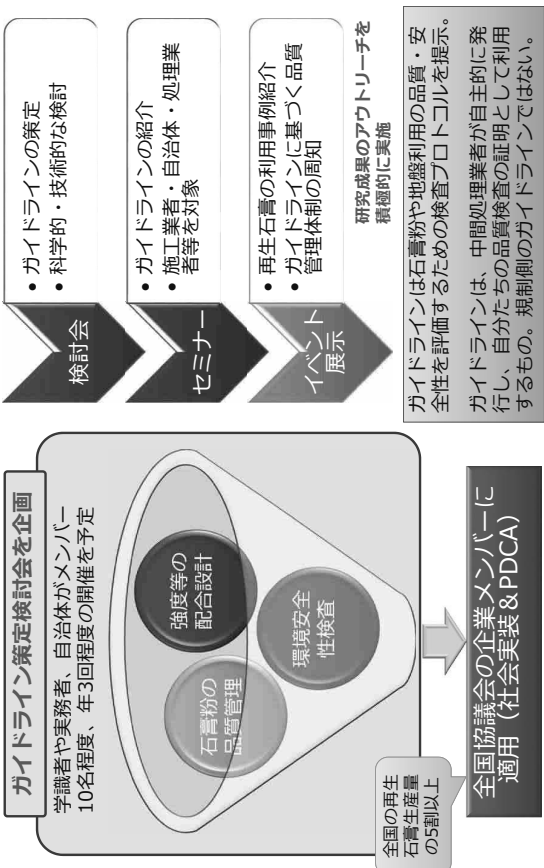 ガイドライン策定検討会を企画
学識者や実務者、自治体がメンバー
10名程度、年3回程度の開催を予定
石膏粉の
品質管理
強度等の
配合設計
環境安全
性検査
全国の再生
石膏生産量
の5割以上
全国協議会の企業メンバーに
適用（社会実装＆PDCA）
検討会
• ガイドラインの策定
• 科学的・技術的な検討
セミナー
• ガイドラインの紹介
• 施工業者・自治体・処理業
者等を対象
イベント
展示
• 再生石膏の利用事例紹介
• ガイドラインに基づく品質
管理体制の周知
研究成果のアウトリーチを
積極的に実施
ガイドラインは石膏粉や地盤利用の品質・安
全性を評価するための検査プロトコルを提示。
ガイドラインは、中間処理業者が自主的に発
行し、自分たちの品質検査の証明として利用
するもの。規制側のガイドラインではない。